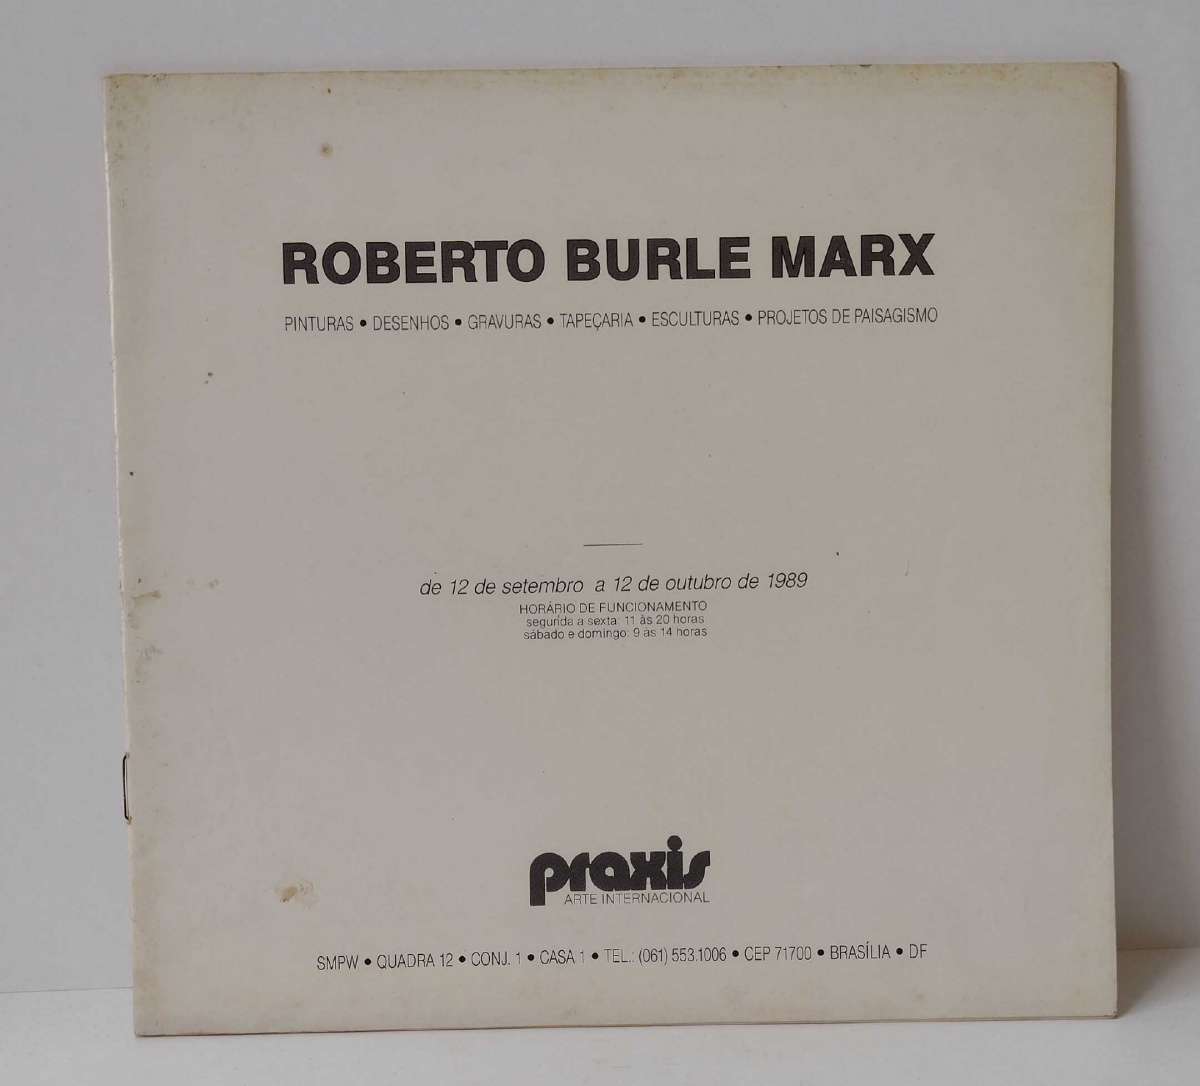 ROBERTO BURLE MARX
PINTURAS • DESENHOS • GRAVURAS • TAPEÇARIA • ESCULTURAS • PROJETOS DE PAISAGISMO
de 12 de setembro a 12 de outubro de 1989
HORÁRIO DE FUNCIONAMENTO
segunda a sexta: 11 às 20 horas
sábado e domingo: 9 às 14 horas
praxis
ARTE INTERNACIONAL
SMPW • QUADRA 12 • CONJ. 1 • CASA 1 • TEL.: (061) 553.1006 • CEP 71700 • BRASÍLIA • DF